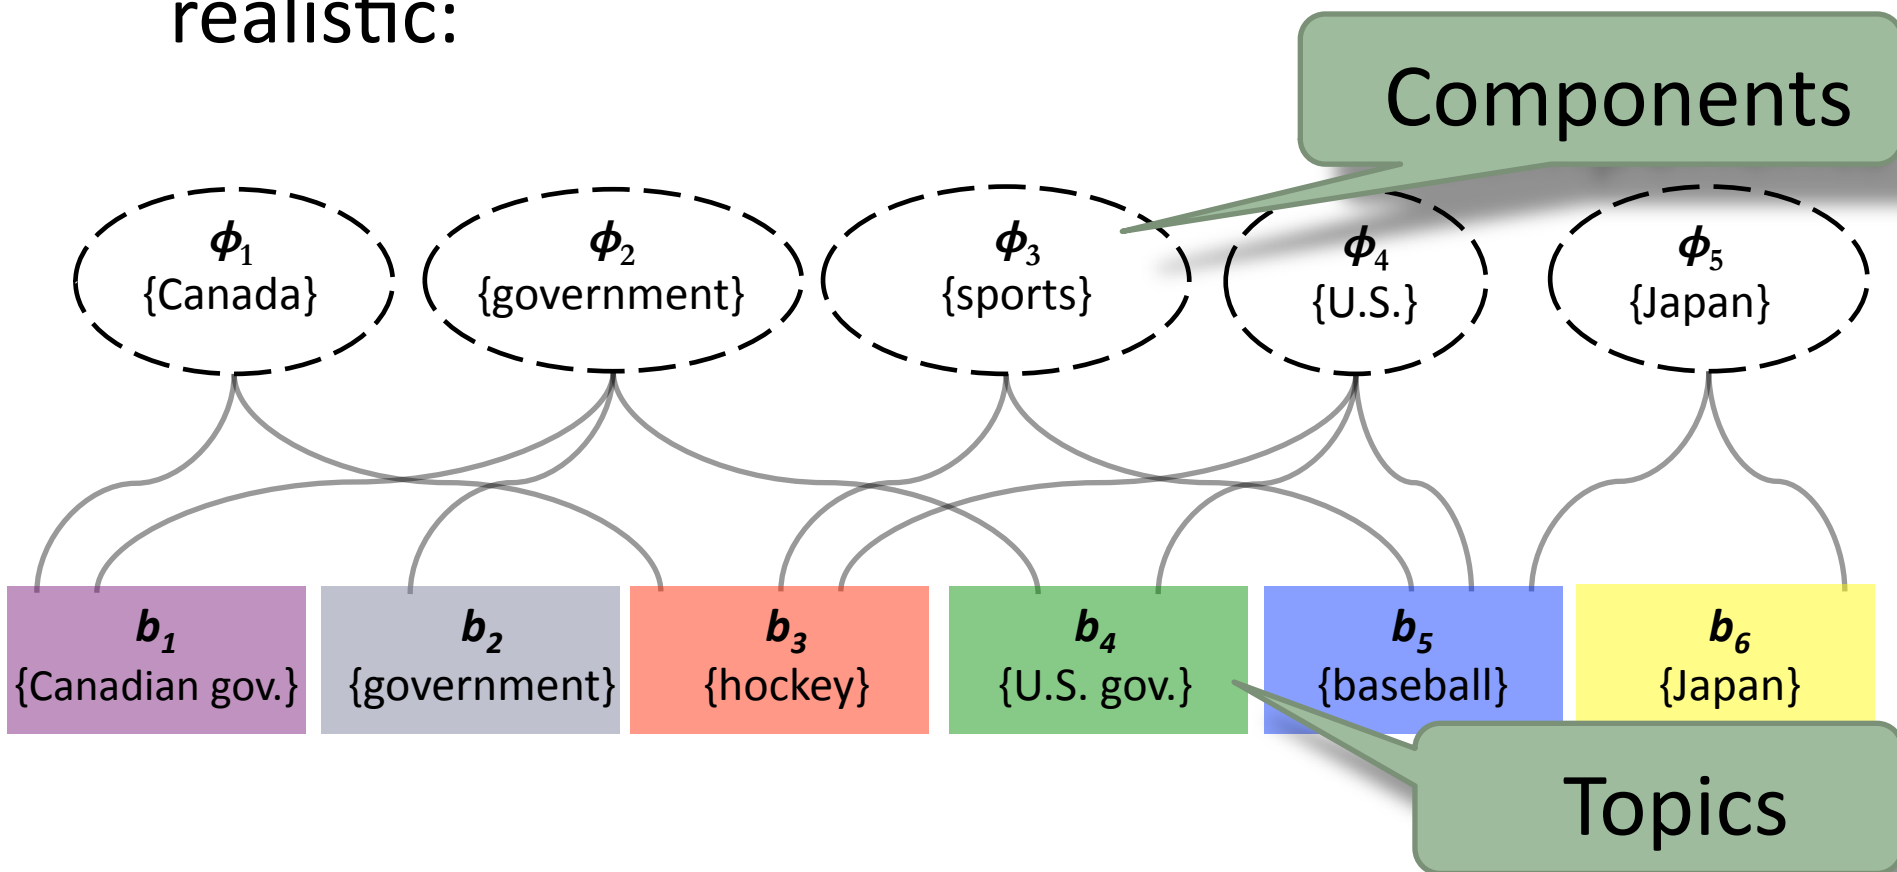 realistic:
Components
ϕ1
{Canada}
ϕ2
{government}
ϕ3
{sports}
ϕ4
{U.S.}
ϕ5
{Japan}
b1
{Canadian gov.}
b2
{government}
b3
{hockey}
b4
{U.S. gov.}
b5
{baseball}
b6
{Japan}
Topics